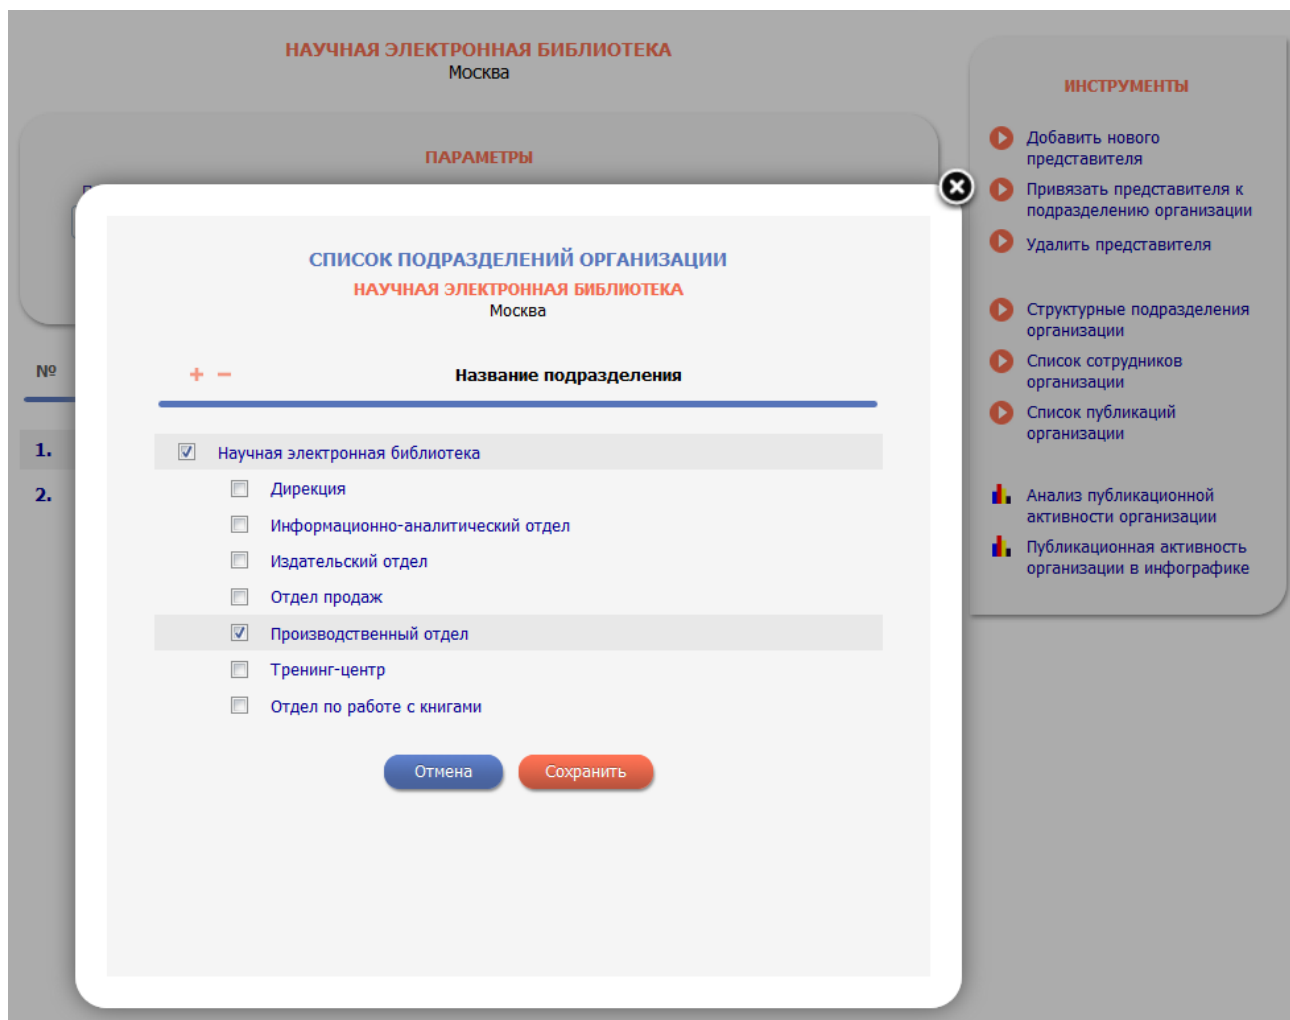 НАУЧНАЯ ЭЛЕКТРОННАЯ БИБЛИОТЕКА
Москва
ПАРАМЕТРЫ
№
1.
2.
СПИСОК ПОДРАЗДЕЛЕНИЙ ОРГАНИЗАЦИИ
НАУЧНАЯ ЭЛЕКТРОННАЯ БИБЛИОТЕКА
Москва
+ −
Название подразделения
Научная электронная библиотека
Дирекция
Информационно-аналитический отдел
Издательский отдел
Отдел продаж
Производственный отдел
Тренинг-центр
Отдел по работе с книгами
Отмена
Сохранить
ИНСТРУМЕНТЫ
Добавить нового
представителя
Привязать представителя к
подразделению организации
Удалить представителя
Структурные подразделения
организации
Список сотрудников
организации
Список публикаций
организации
Анализ публикационной
активности организации
Публикационная активность
организации в инфографике